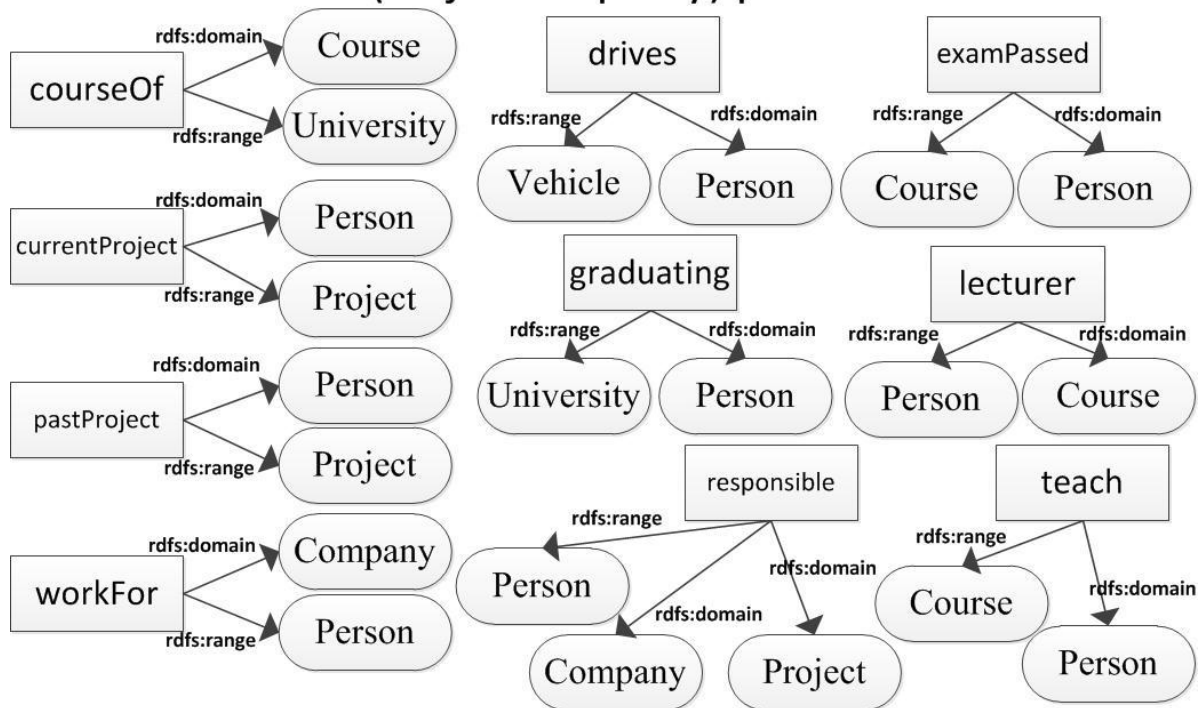 rdfs:domain
Course
courseOf
rdfs:range
University
drives
rdfs:range
rdfs:domain
Vehicle
Person
examPassed
rdfs:range
rdfs:domain
Course
Person
rdfs:domain
Person
currentProject
rdfs:range
Project
graduating
rdfs:range
rdfs:domain
University
Person
lecturer
rdfs:range
rdfs:domain
Person
Course
rdfs:domain
Person
pastProject
rdfs:range
Project
responsible
rdfs:range
Person
rdfs:domain
rdfs:domain
Company
Project
teach
rdfs:range
Course
rdfs:domain
Person
rdfs:domain
Company
workFor
rdfs:range
Person